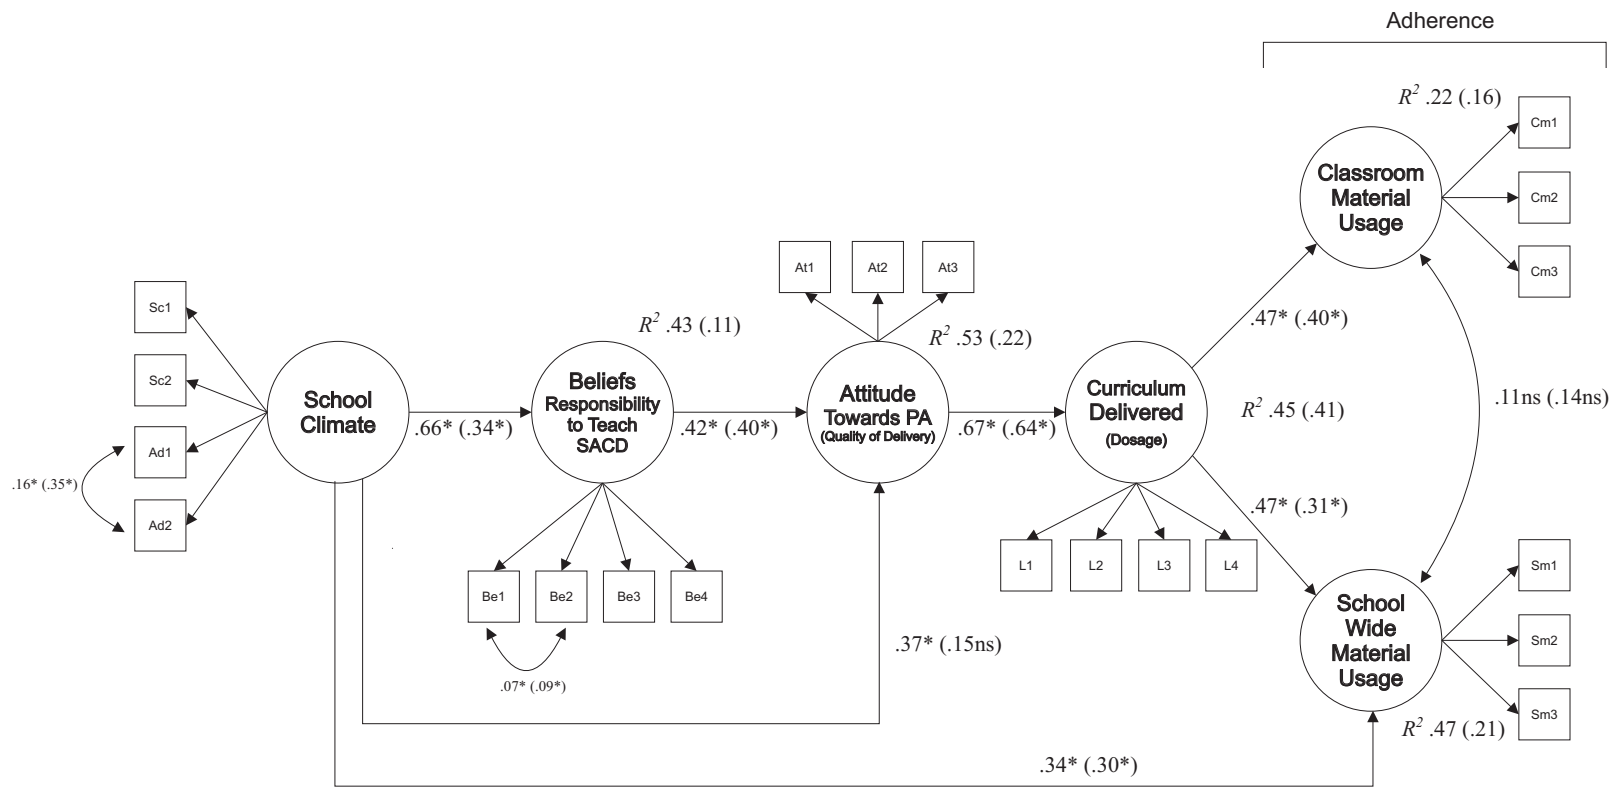 Adherence
R² .22 (.16)
Cm1
Classroom
Material
Usage
Cm2
Cm3
At1
At2
At3
Sc1
Sc2
Ad1
Ad2
.16* (.35*)
School
Climate
.66* (.34*)
R² .43 (.11)
Beliefs
Responsibility
to Teach
SACD
.42* (.40*)
R² .53 (.22)
Attitude
Towards PA
(Quality of Delivery)
.67* (.64*)
Curriculum
Delivered
(Dosage)
R² .45 (.41)
.47* (.40*)
.11ns (.14ns)
.47* (.31*)
L1
L2
L3
L4
Be1
Be2
Be3
Be4
.07* (.09*)
.37* (.15ns)
School
Wide
Material
Usage
Sm1
Sm2
Sm3
R² .47 (.21)
.34* (.30*)